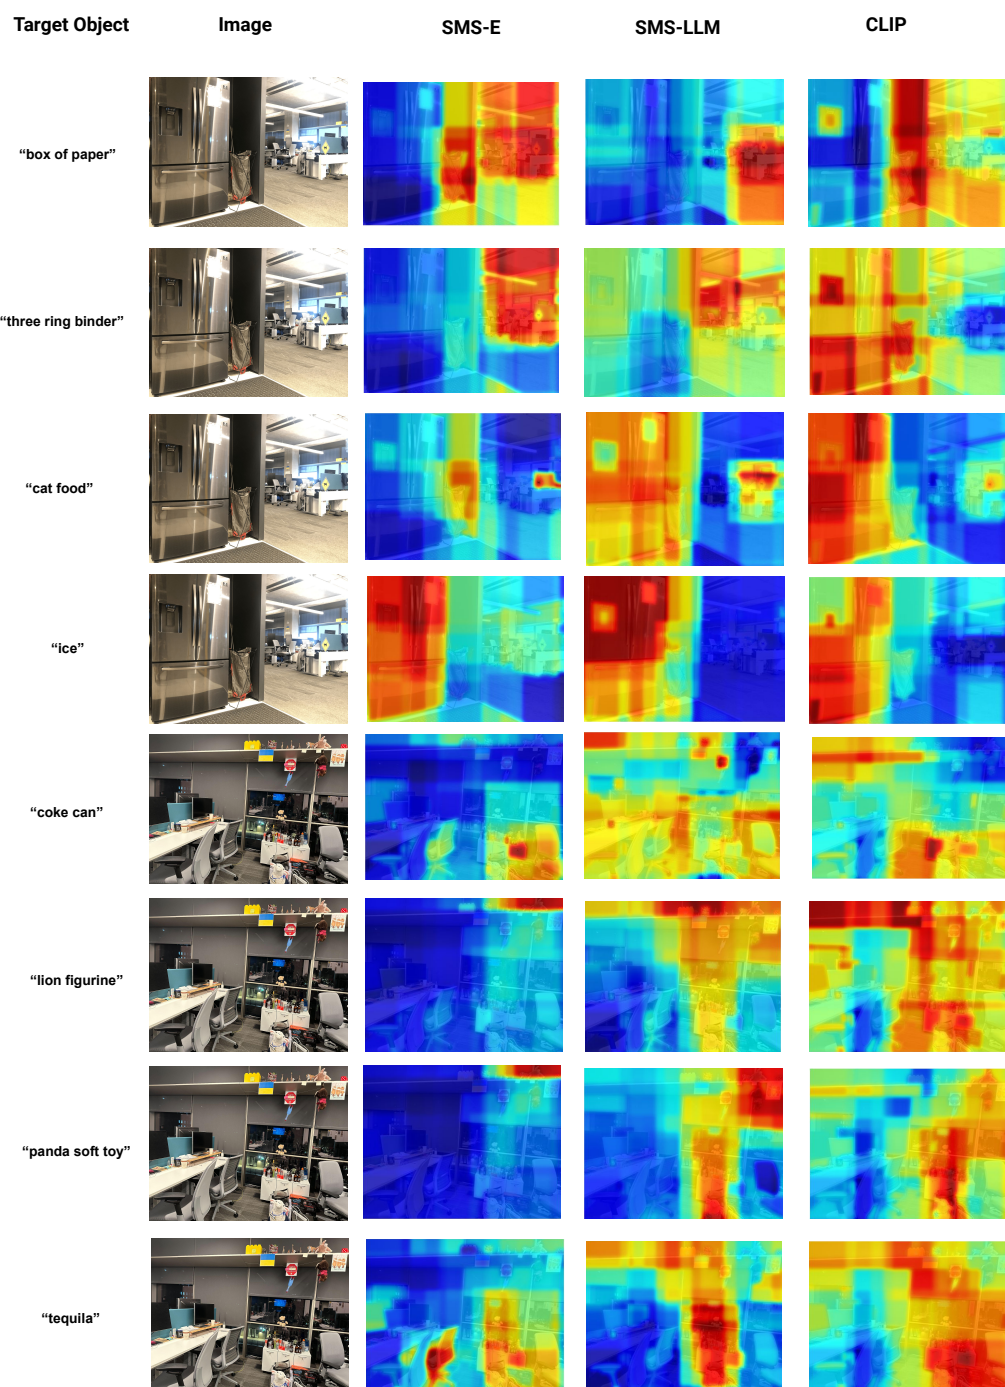 Target Object Image SMS-E SMS-LLM CLIP
“box of paper”
“three ring binder”
“cat food”
“ice”
“coke can”
“lion figurine”
“panda soft toy”
“tequila”